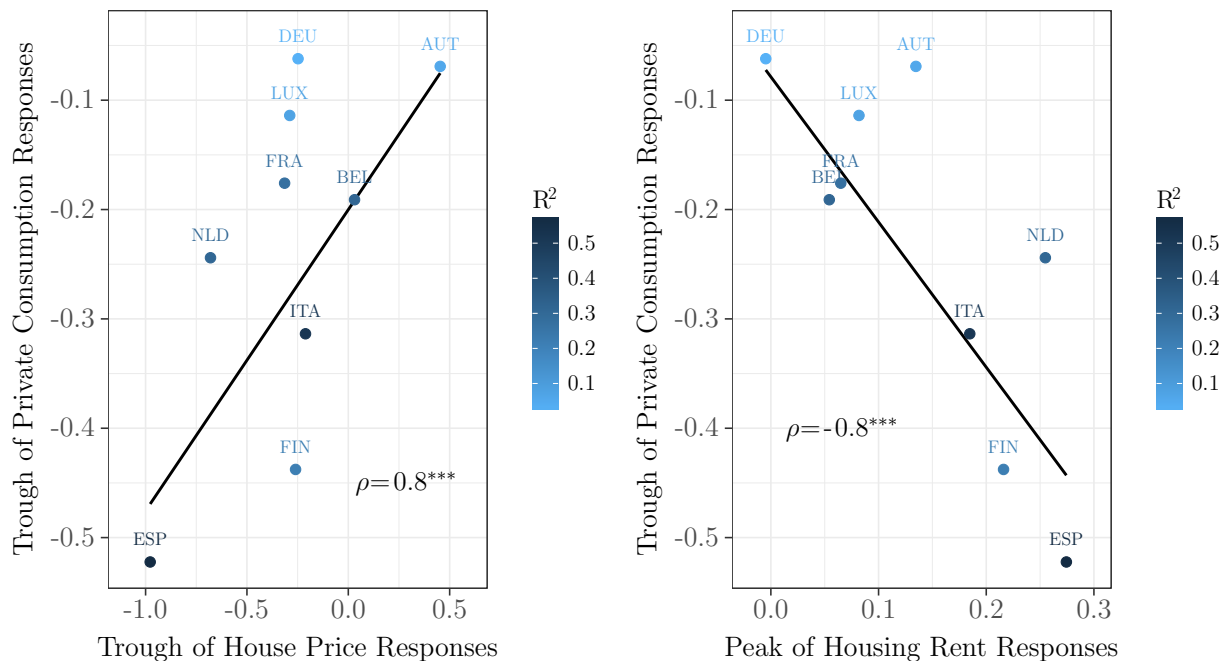 Trough of Private Consumption Responses
-0.1
-0.2
-0.3
-0.4
-0.5
DEU
AUT
LUX
FRA
BEL
NLD
ITA
FIN
ρ=0.8***
ESP
-1.0 -0.5 0.0 0.5
Trough of House Price Responses
R²
0.5
0.4
0.3
0.2
0.1
Trough of Private Consumption Responses
-0.1
-0.2
-0.3
-0.4
-0.5
DEU
AUT
LUX
FRA
BEL
NLD
ITA
ρ=-0.8***
FIN
ESP
0.0 0.1 0.2 0.3
Peak of Housing Rent Responses
R²
0.5
0.4
0.3
0.2
0.1